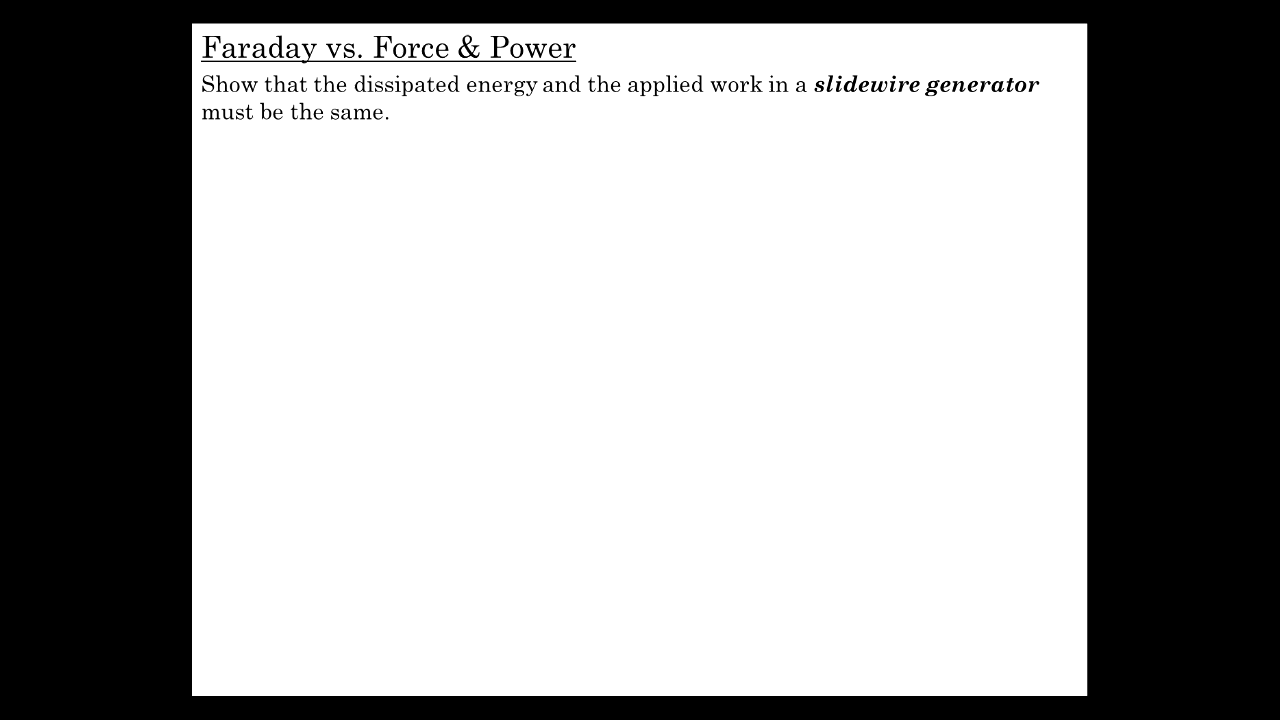 Faraday vs. Force & Power
Show that the dissipated energy and the applied work in a slidewire generator
must be the same.